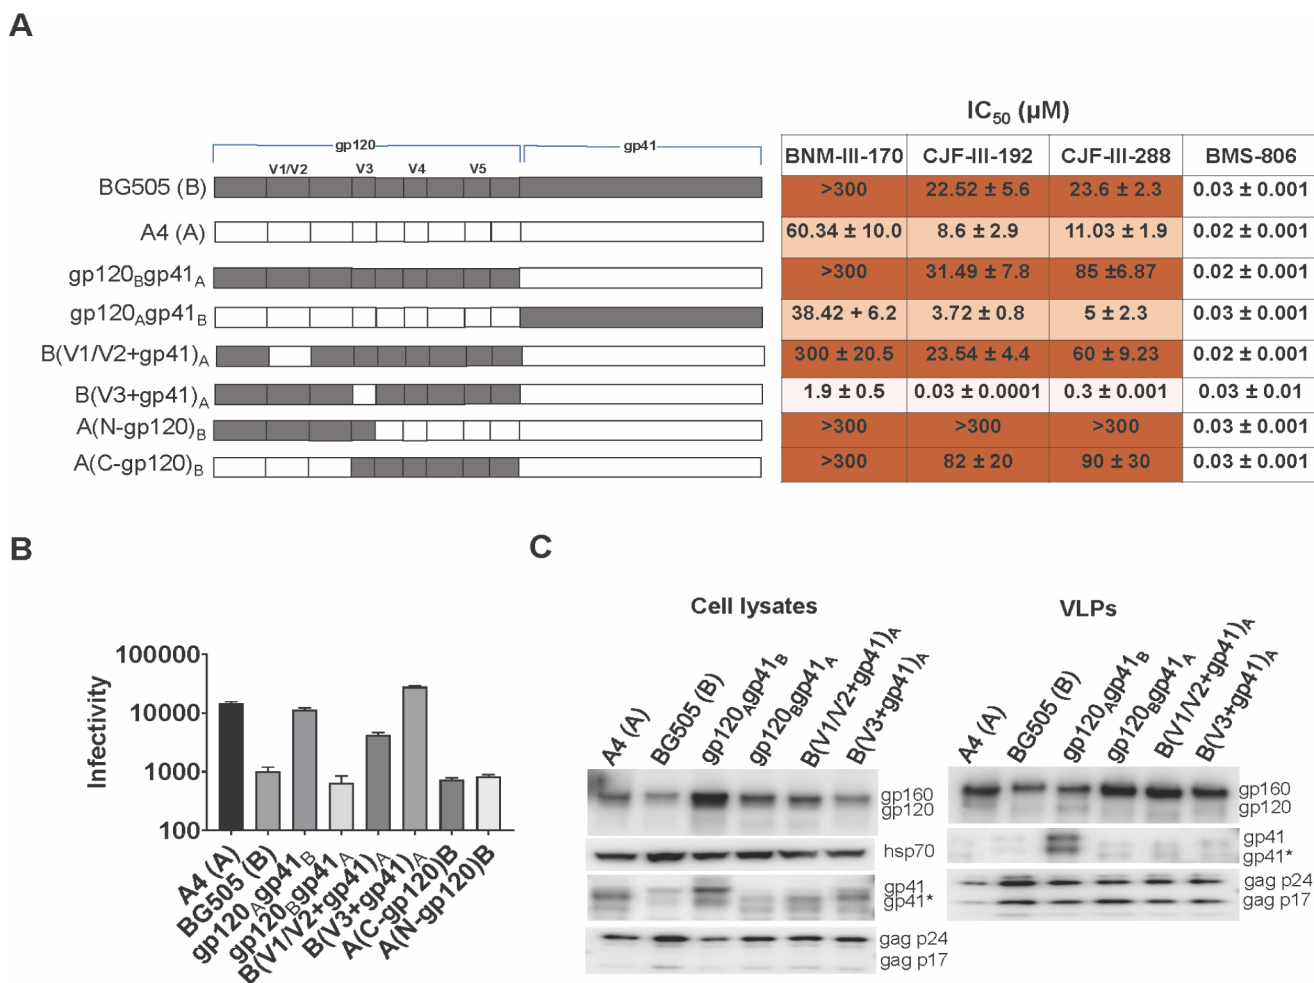 A
IC50 (µM)
gp120 gp41
V1/V2 V3 V4 V5
BNM-III-170 CJF-III-192 CJF-III-288 BMS-806
BG505 (B) >300 22.52 ± 5.6 23.6 ± 2.3 0.03 ± 0.001
A4 (A) 60.34 ± 10.0 8.6 ± 2.9 11.03 ± 1.9 0.02 ± 0.001
gp120Bgp41A >300 31.49 ± 7.8 85 ±6.87 0.02 ± 0.001
gp120Agp41B 38.42 + 6.2 3.72 ± 0.8 5 ± 2.3 0.03 ± 0.001
B(V1/V2+gp41)A 300 ± 20.5 23.54 ± 4.4 60 ± 9.23 0.02 ± 0.001
B(V3+gp41)A 1.9 ± 0.5 0.03 ± 0.0001 0.3 ± 0.001 0.03 ± 0.01
A(N-gp120)B >300 >300 >300 0.03 ± 0.001
A(C-gp120)B >300 82 ± 20 90 ± 30 0.03 ± 0.001
B
Infectivity
100000
10000
1000
100
A4 (A)
BG505 (B)
gp120Agp41B
gp120Bgp41A
B(V1/V2+gp41)A
B(V3+gp41)A
A(C-gp120)B
A(N-gp120)B
C
Cell lysates
A4 (A)
BG505 (B)
gp120Agp41B
gp120Bgp41A
B(V1/V2+gp41)A
B(V3+gp41)A
gp160
gp120
hsp70
gp41
gp41*
gag p24
gag p17
VLPs
A4 (A)
BG505 (B)
gp120Agp41B
gp120Bgp41A
B(V1/V2+gp41)A
B(V3+gp41)A
gp160
gp120
gp41
gp41*
gag p24
gag p17